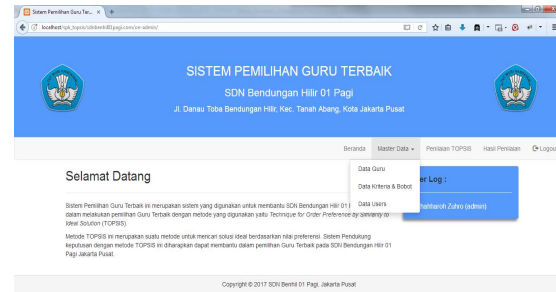 Sistem Pemilihan Guru Ter...
localhost/spk_topsis/sdnbenhil01pagi.com/sw-admin/
SISTEM PEMILIHAN GURU TERBAIK
SDN Bendungan Hilir 01 Pagi
Jl. Danau Toba Bendungan Hilir, Kec. Tanah Abang, Kota Jakarta Pusat
Beranda Master Data Penilaian TOPSIS Hasil Penilaian Logout
Data Guru
Data Kriteria & Bobot
Data Users
Selamat Datang
er Log :
Zuhro (admin)
Sistem Pemilihan Guru Terbaik ini merupakan sistem yang digunakan untuk membantu SDN Bendungan Hilir 01
dalam melakukan pemilihan Guru Terbaik dengan metode yang digunakan yaitu Technique for Order Preference by Similarity to
Ideal Solution (TOPSIS).
Metode TOPSIS ini merupakan suatu metode untuk mencari solusi ideal berdasarkan nilai preferensi. Sistem Pendukung
keputusan dengan metode TOPSIS ini diharapkan dapat membantu dalam pemilihan Guru Terbaik pada SDN Bendungan Hilir 01
Pagi Jakarta Pusat.
Copyright © 2017 SDN Benhil 01 Pagi, Jakarta Pusat